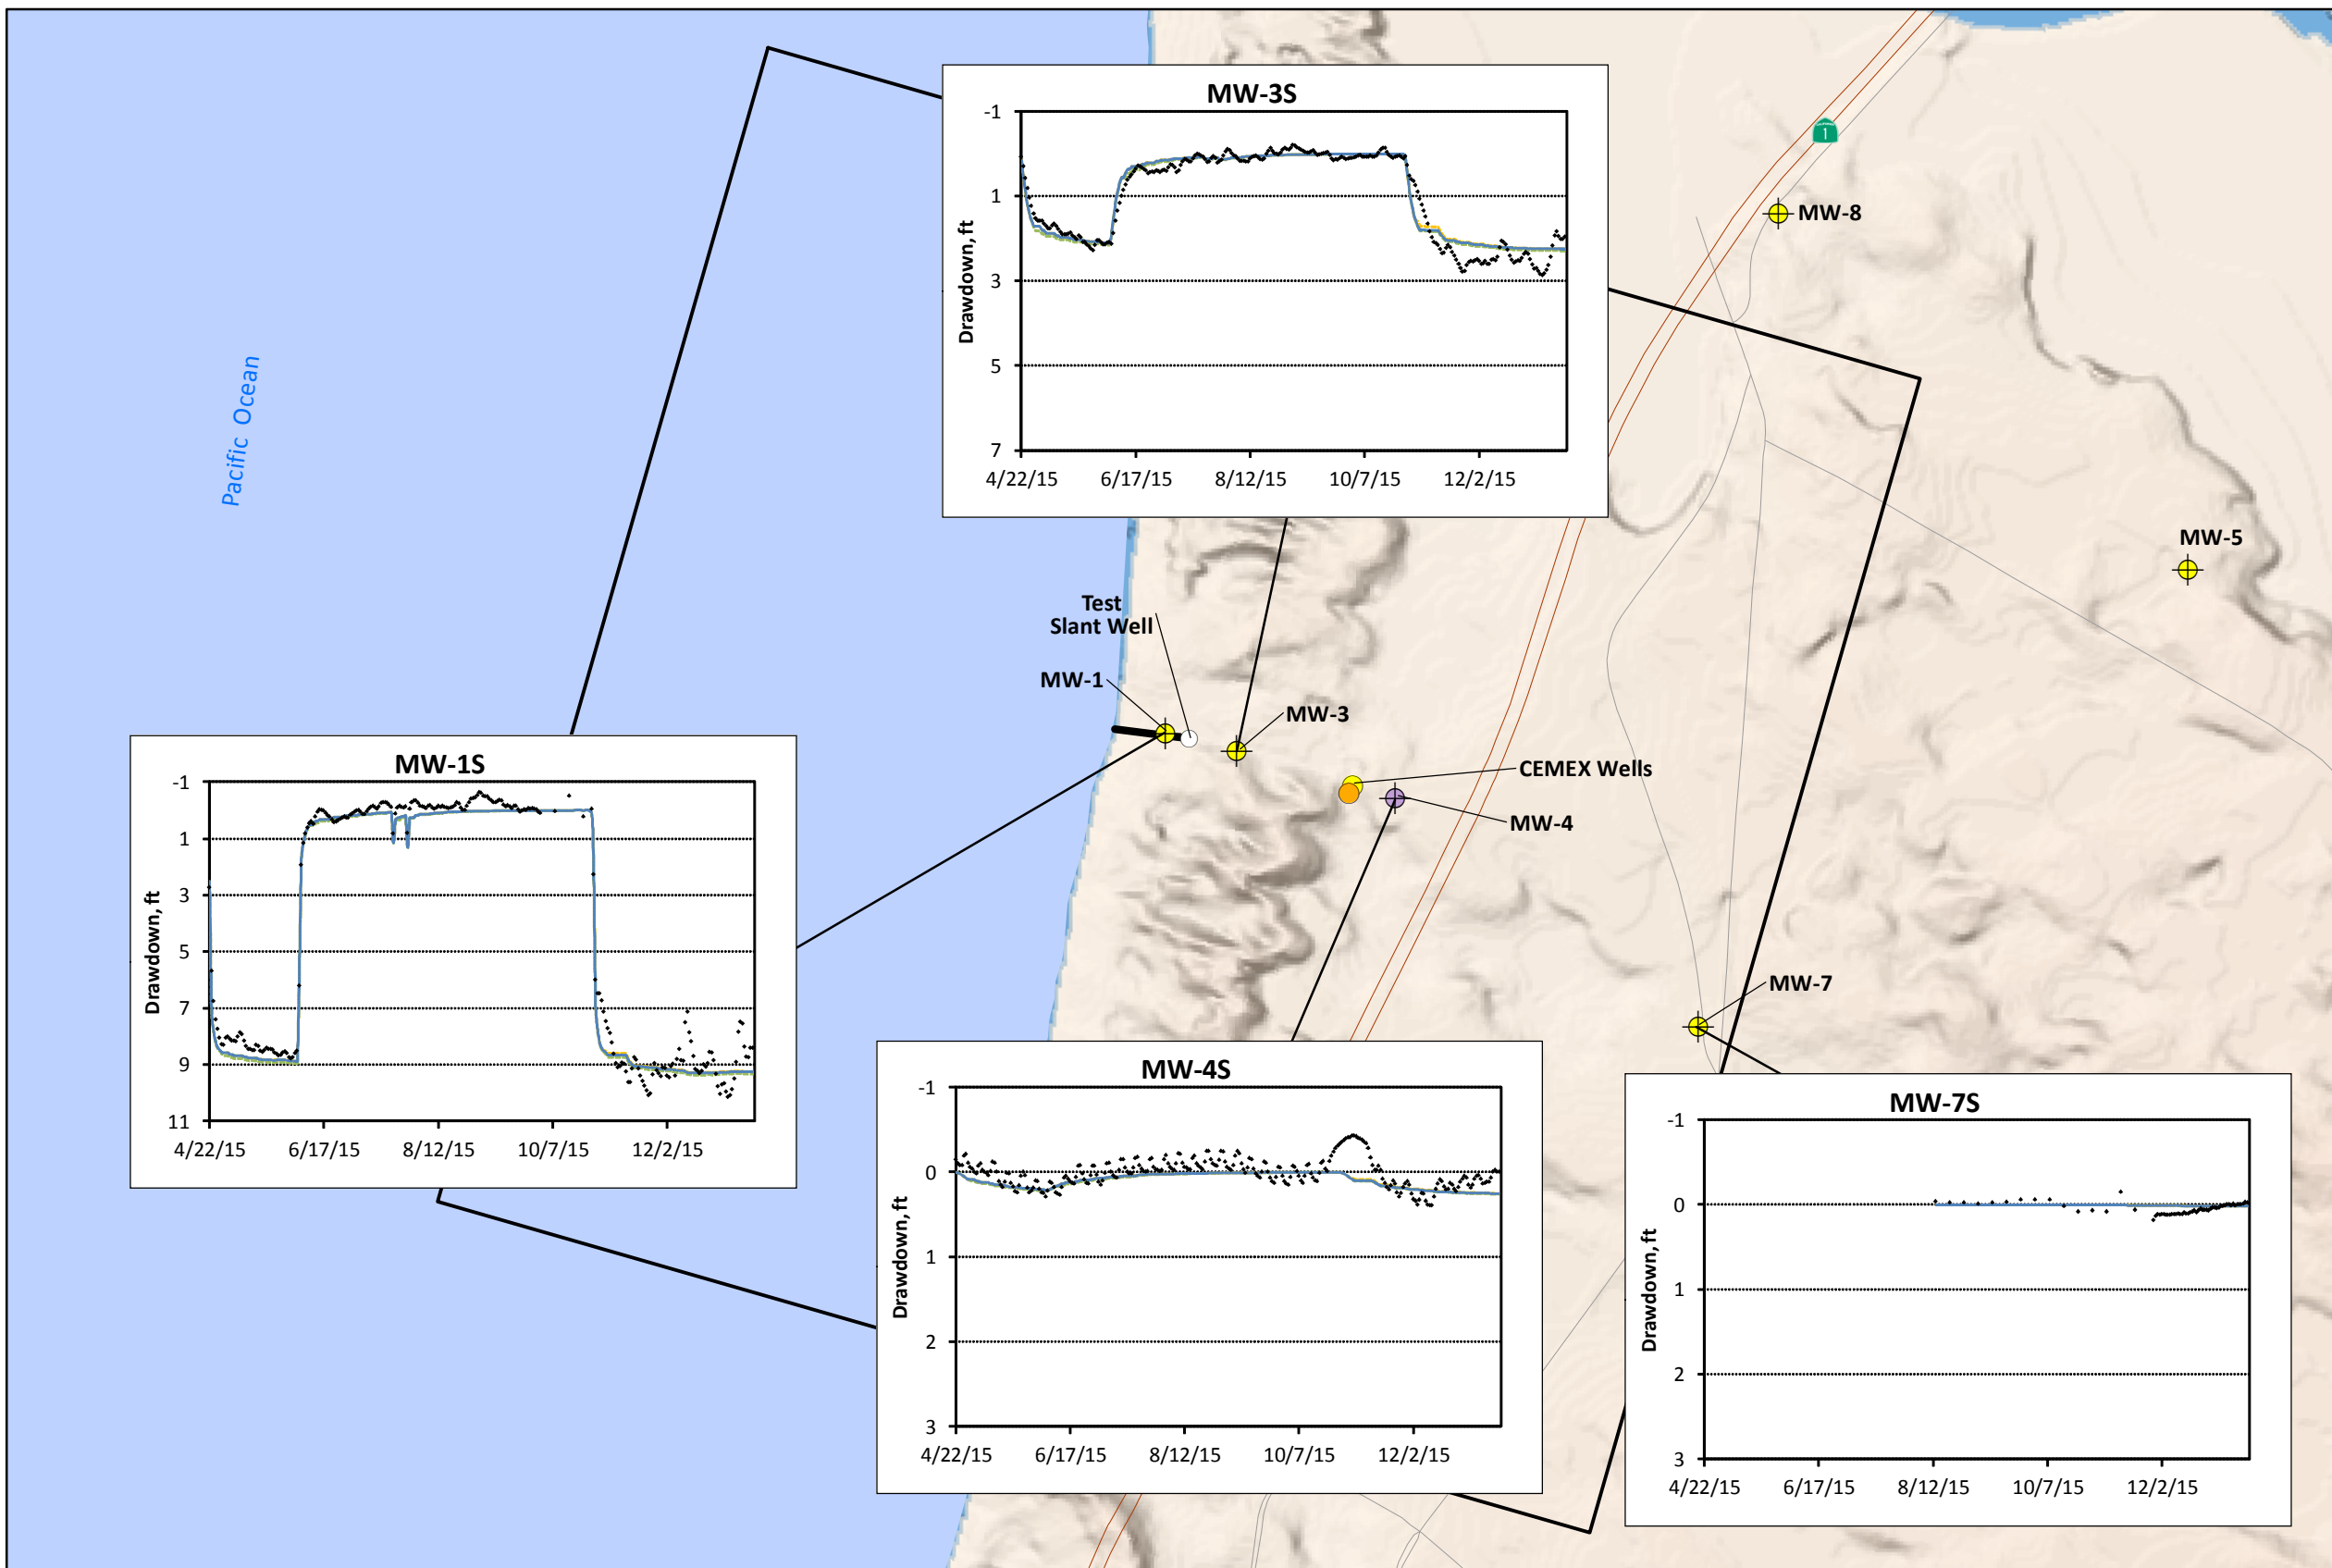 MW-3S
-1
1
3
5
7
Drawdown, ft
4/22/15 6/17/15 8/12/15 10/7/15 12/2/15
1
MW-8
Pacific Ocean
MW-5
Test
Slant Well
MW-1
MW-3
CEMEX Wells
MW-4
MW-7
MW-1S
-1
1
3
5
7
9
11
Drawdown, ft
4/22/15 6/17/15 8/12/15 10/7/15 12/2/15
MW-4S
-1
0
1
2
3
Drawdown, ft
4/22/15 6/17/15 8/12/15 10/7/15 12/2/15
MW-7S
-1
0
1
2
3
Drawdown, ft
4/22/15 6/17/15 8/12/15 10/7/15 12/2/15